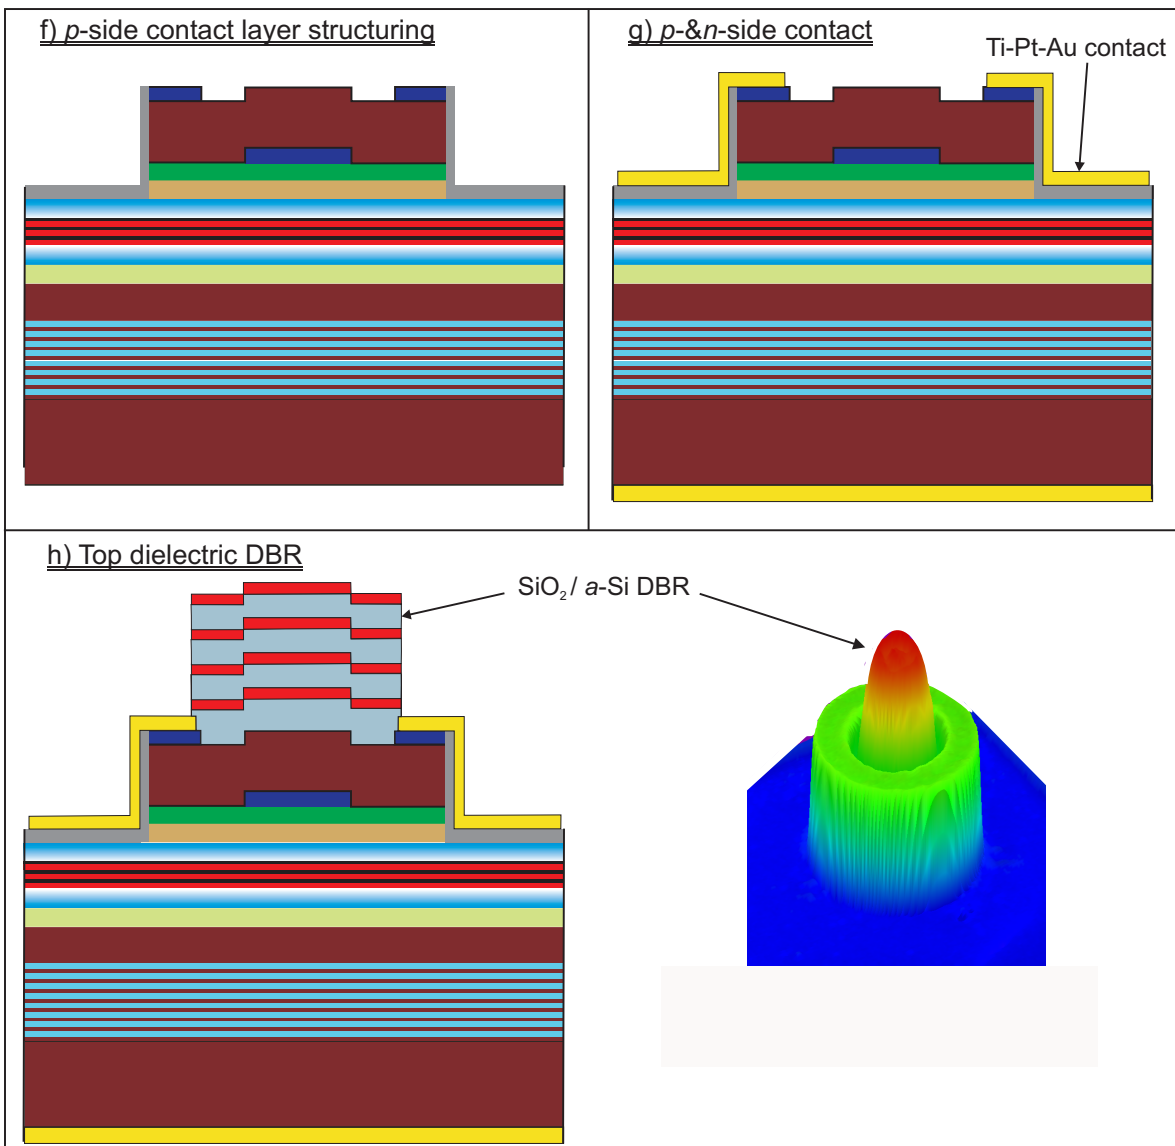 f) p-side contact layer structuring
g) p-&n-side contact
Ti-Pt-Au contact
h) Top dielectric DBR
SiO₂ / a-Si DBR